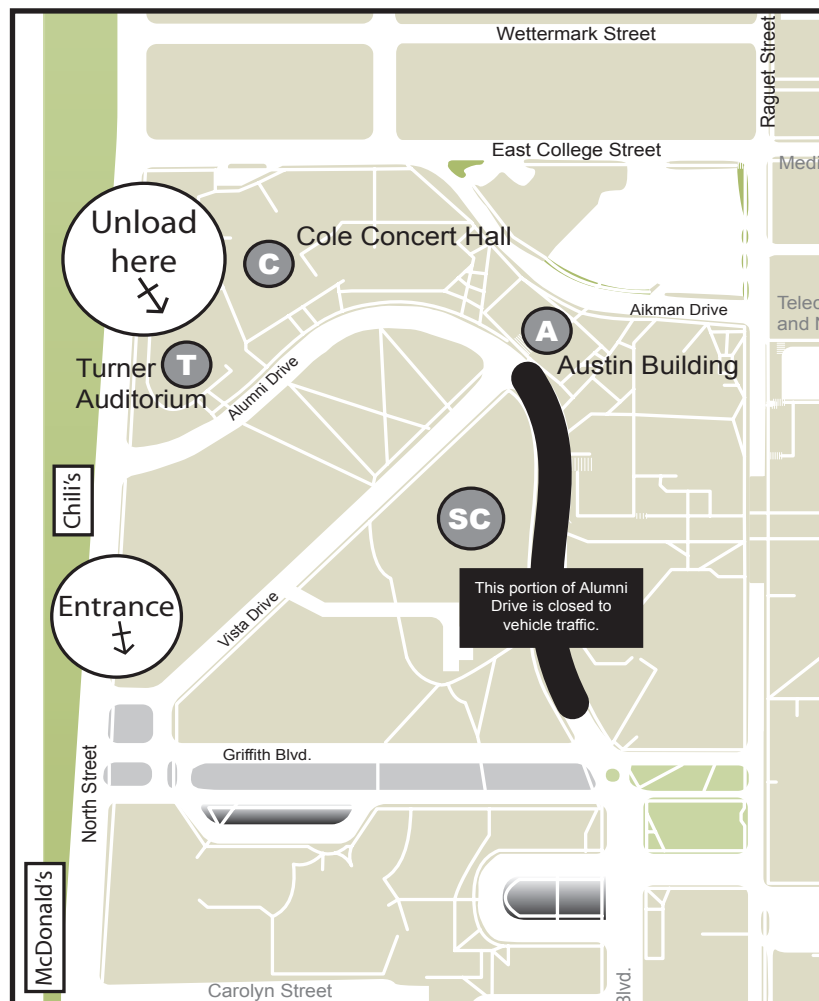 Wettermark Street
Raguet Street
East College Street
Medi
Unload
here
C
Cole Concert Hall
Teleo
and N
Aikman Drive
A
Austin Building
Turner
Auditorium
T
Alumni Drive
Chili's
SC
This portion of Alumni
Drive is closed to
vehicle traffic.
Entrance
Vista Drive
Griffith Blvd.
North Street
McDonald's
Carolyn Street
Blvd.